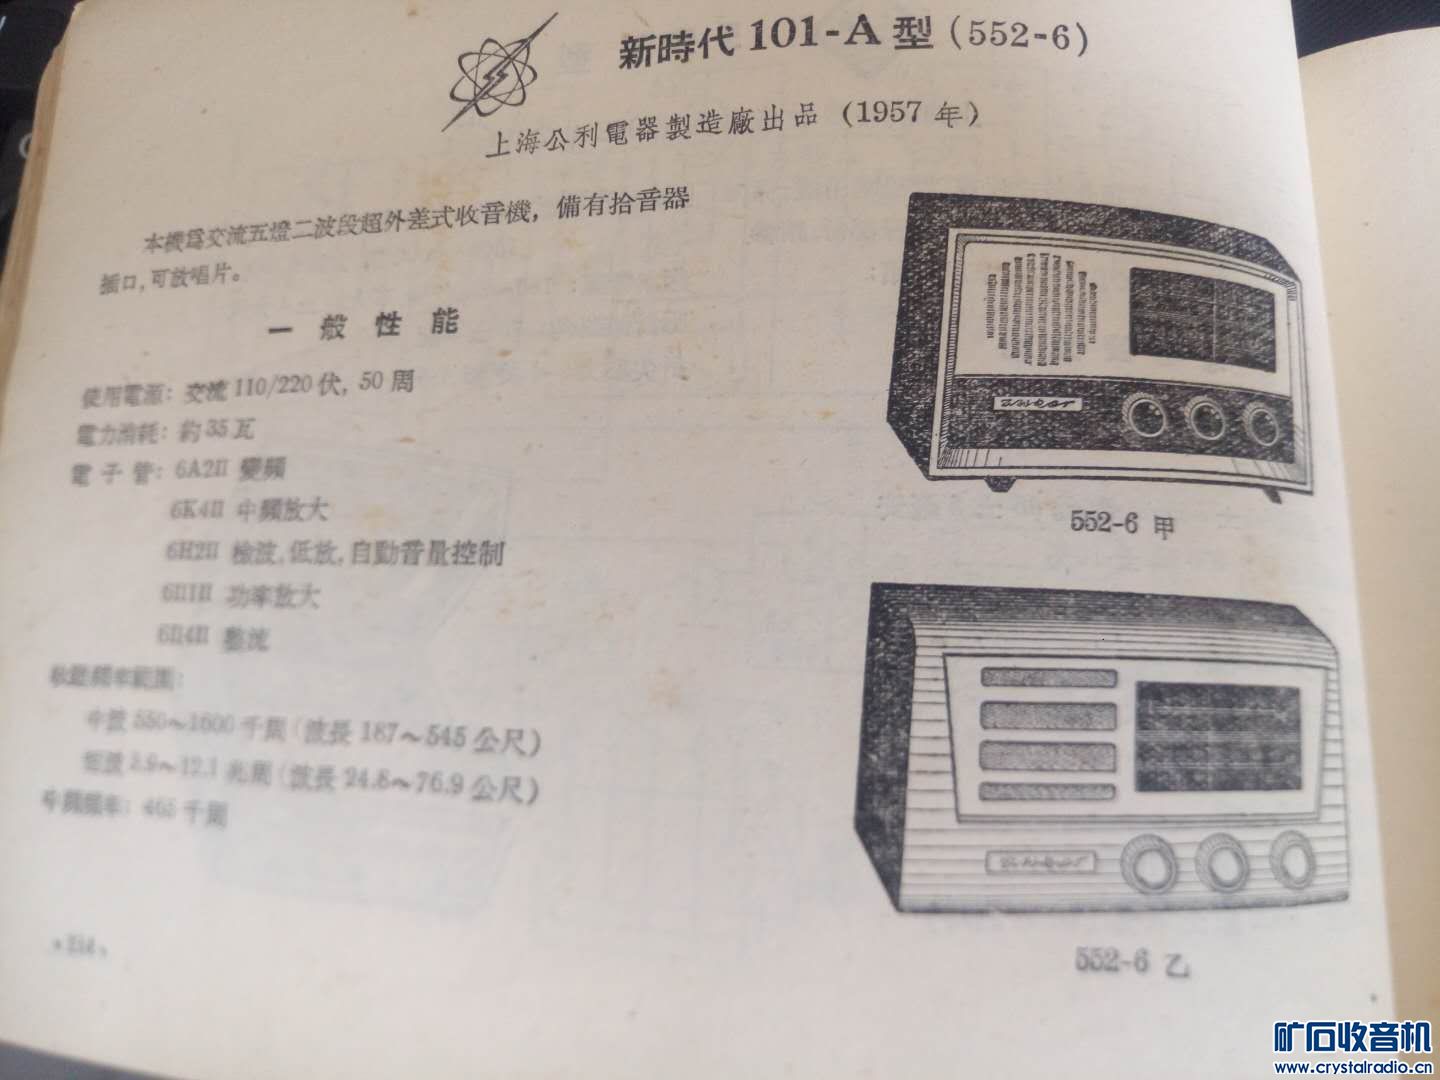 新時代 101-A 型 (552-6)
上海公利電器製造廠出品 (1957 年)
本機爲交流五燈二波段超外差式收音機，備有拾音器
插口，可放唱片。
一般性能
使用電源：交流 110/220 伏，50 周
電力消耗：約 35 瓦
電子管：6A2П 變頻
6K4П 中頻放大
6H2П 檢波，低放，自動音量控制
6П1П 功率放大
6Ц4П 整流
收聽頻率範圍：
中波 550～1600 千周（波長 187～545 公尺）
短波 3.9～12.1 兆周（波長 24.8～76.9 公尺）
中頻頻率：465 千周
552-6 甲
552-6 乙
矿石收音机
www.crystalradio.cn